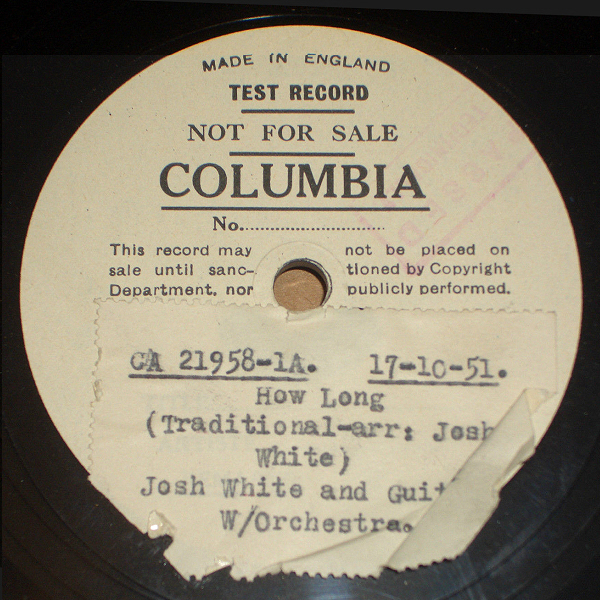 MADE IN ENGLAND
TEST RECORD
NOT FOR SALE
COLUMBIA
No.......................................
This record may not be placed on
sale until sanc- tioned by Copyright
Department, nor publicly performed.
CA 21958-1A. 17-10-51.
How Long
(Traditional-arr: Josh
White)
Josh White and Guit
W/Orchestra.
PASSED